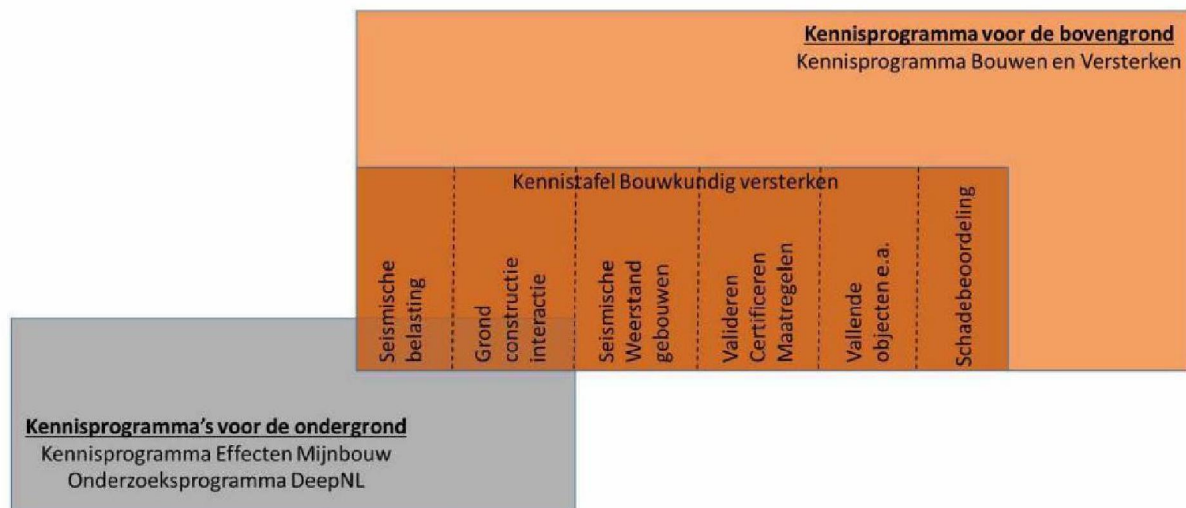 Kennisprogramma voor de bovengrond
Kennisprogramma Bouwen en Versterken
Kennistafel Bouwkundig versterken
Seismische
belasting
Grond
constructie
interactie
Seismische
Weerstand
gebouwen
Valideren
Certificeren
Maatregelen
Vallende
objecten e.a.
Schadebeoordeling
Kennisprogramma's voor de ondergrond
Kennisprogramma Effecten Mijnbouw
Onderzoeksprogramma DeepNL